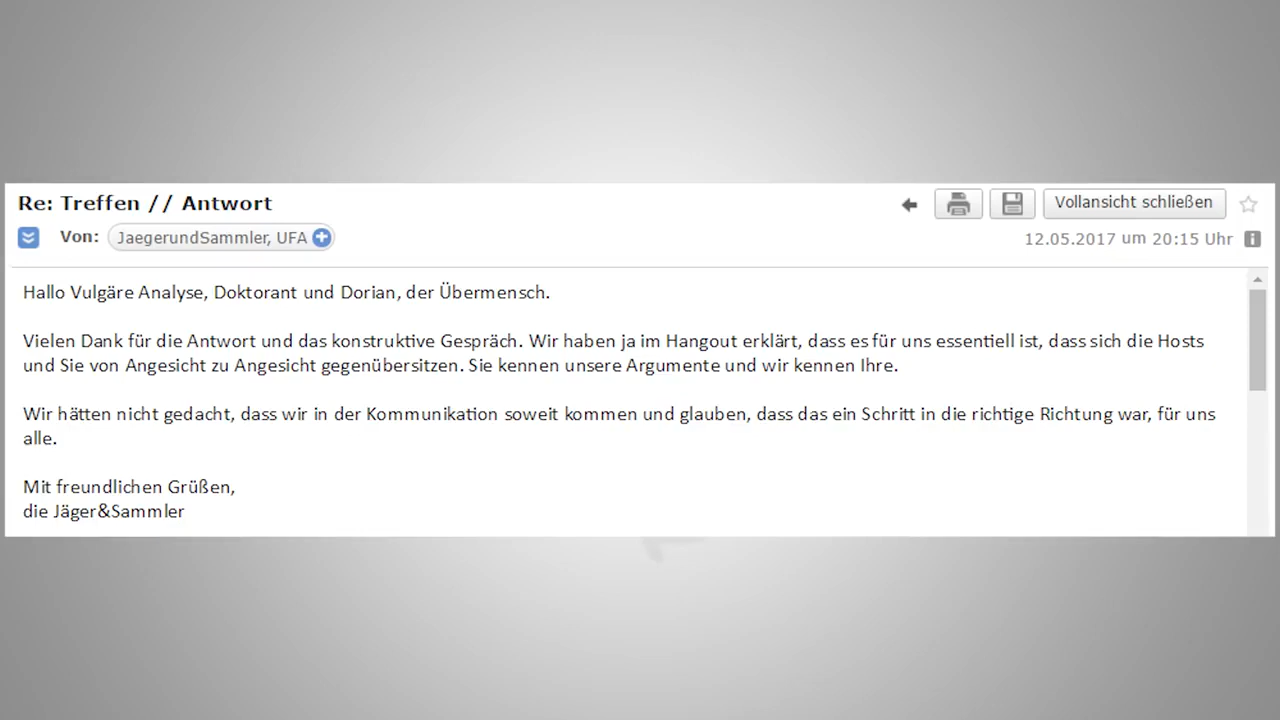 Re: Treffen // Antwort
Vollansicht schließen
Von: JaegerundSammler, UFA
12.05.2017 um 20:15 Uhr
Hallo Vulgäre Analyse, Doktorant und Dorian, der Übermensch.
Vielen Dank für die Antwort und das konstruktive Gespräch. Wir haben ja im Hangout erklärt, dass es für uns essentiell ist, dass sich die Hosts
und Sie von Angesicht zu Angesicht gegenübersitzen. Sie kennen unsere Argumente und wir kennen Ihre.
Wir hätten nicht gedacht, dass wir in der Kommunikation soweit kommen und glauben, dass das ein Schritt in die richtige Richtung war, für uns
alle.
Mit freundlichen Grüßen,
die Jäger&Sammler